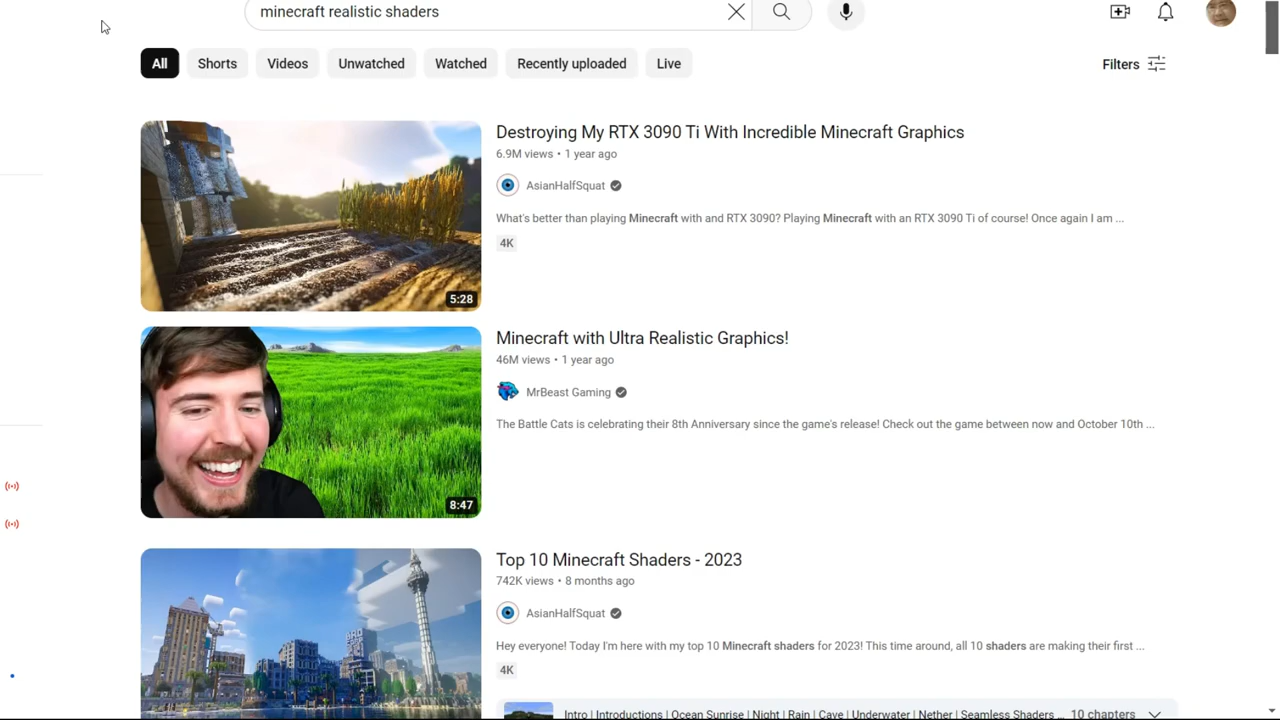 minecraft realistic shaders
All
Shorts
Videos
Unwatched
Watched
Recently uploaded
Live
Filters
5:28
Destroying My RTX 3090 Ti With Incredible Minecraft Graphics
6.9M views • 1 year ago
AsianHalfSquat
What's better than playing Minecraft with and RTX 3090? Playing Minecraft with an RTX 3090 Ti of course! Once again I am ...
4K
8:47
Minecraft with Ultra Realistic Graphics!
46M views • 1 year ago
MrBeast Gaming
The Battle Cats is celebrating their 8th Anniversary since the game's release! Check out the game between now and October 10th ...
Top 10 Minecraft Shaders - 2023
742K views • 8 months ago
AsianHalfSquat
Hey everyone! Today I'm here with my top 10 Minecraft shaders for 2023! This time around, all 10 shaders are making their first ...
4K
Intro | Introductions | Ocean Sunrise | Night | Rain | Cave | Underwater | Nether | Seamless Shaders ... 10 chapters